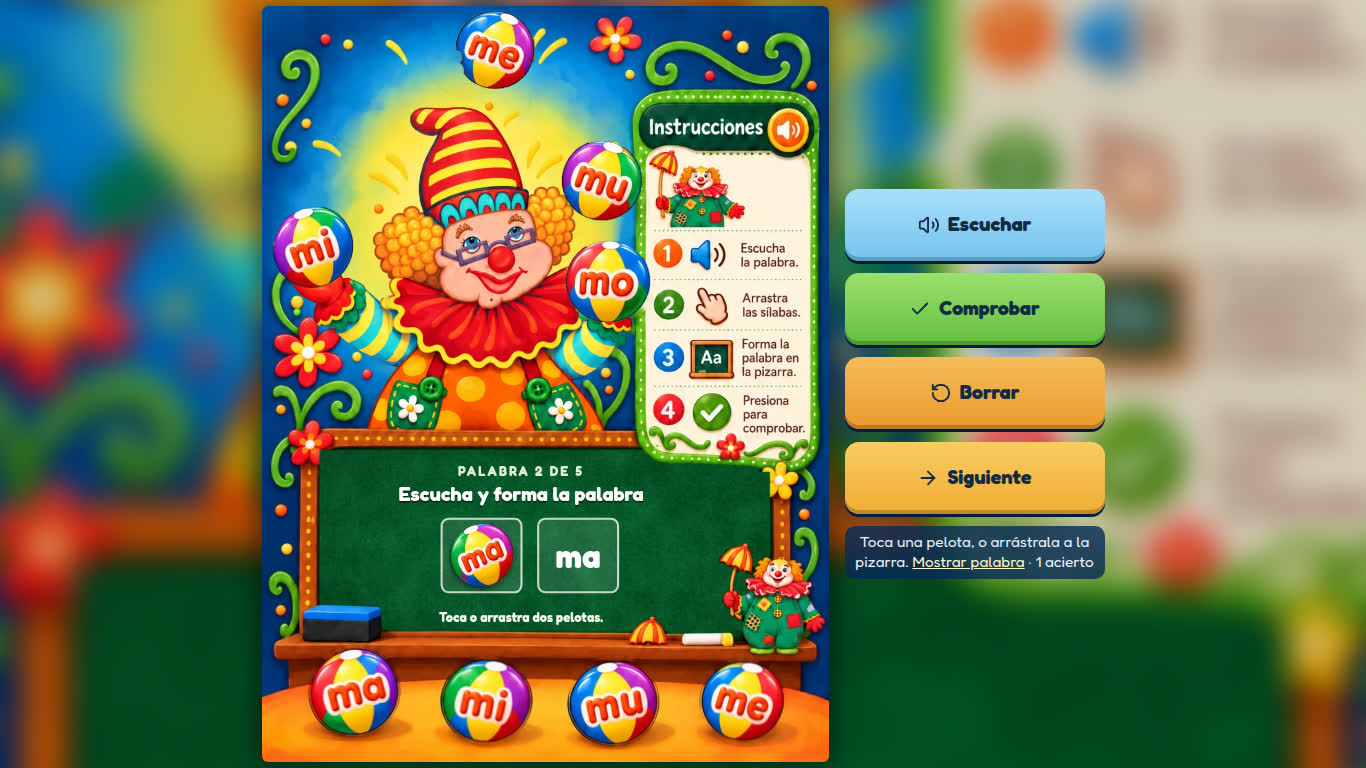 me
mu
mi
mo
Instrucciones
1
Escucha
la palabra.
2
Arrastra
las sílabas.
3
Aa
Forma la
palabra en
la pizarra.
4
Presiona
para
comprobar.
PALABRA 2 DE 5
Escucha y forma la palabra
ma
ma
Toca o arrastra dos pelotas.
ma
mi
mu
me
Escuchar
Comprobar
Borrar
Siguiente
Toca una pelota, o arrástrala a la
pizarra. Mostrar palabra · 1 acierto